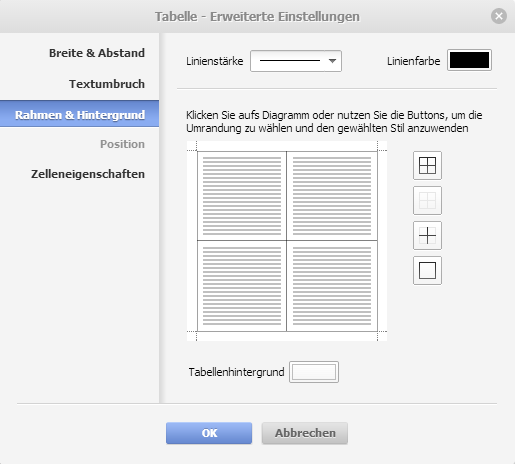 Tabelle - Erweiterte Einstellungen
Breite & Abstand
Textumbruch
Rahmen & Hintergrund
Position
Zelleneigenschaften
Linienstärke
Linienfarbe
Klicken Sie aufs Diagramm oder nutzen Sie die Buttons, um die
Umrandung zu wählen und den gewählten Stil anzuwenden
Tabellenhintergrund
OK
Abbrechen